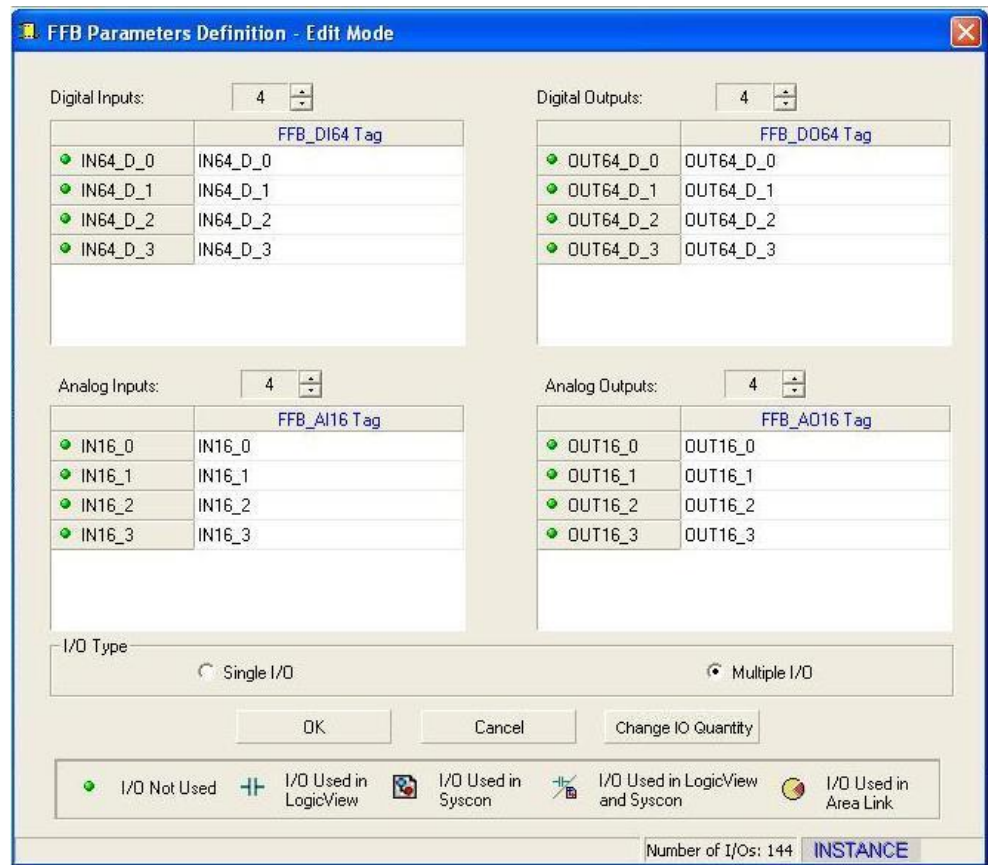 FFB Parameters Definition - Edit Mode
Digital Inputs: 4
Digital Outputs: 4
FFB_DI64 Tag
IN64_D_0 IN64_D_0
IN64_D_1 IN64_D_1
IN64_D_2 IN64_D_2
IN64_D_3 IN64_D_3
FFB_DO64 Tag
OUT64_D_0 OUT64_D_0
OUT64_D_1 OUT64_D_1
OUT64_D_2 OUT64_D_2
OUT64_D_3 OUT64_D_3
Analog Inputs: 4
Analog Outputs: 4
FFB_AI16 Tag
IN16_0 IN16_0
IN16_1 IN16_1
IN16_2 IN16_2
IN16_3 IN16_3
FFB_AO16 Tag
OUT16_0 OUT16_0
OUT16_1 OUT16_1
OUT16_2 OUT16_2
OUT16_3 OUT16_3
I/O Type
Single I/O
Multiple I/O
OK
Cancel
Change IO Quantity
I/O Not Used
I/O Used in
LogicView
I/O Used in
Syscon
I/O Used in LogicView
and Syscon
I/O Used in
Area Link
Number of I/Os: 144
INSTANCE